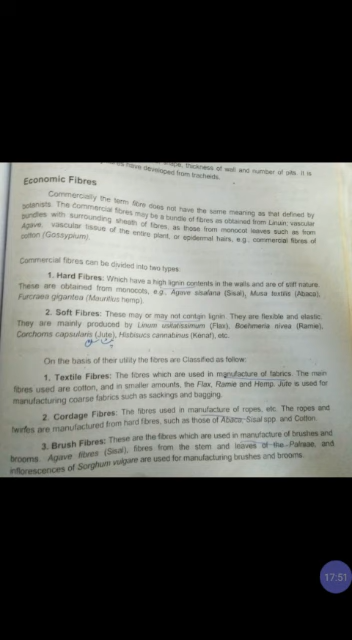 shape, thickness of wall and number of pits. It is
have developed from tracheids.
Economic Fibres
Commercially the term fibre does not have the same meaning as that defined by
botanists. The commercial fibres may be a bundle of fibres as obtained from Linum; vascular
bundles with surrounding sheath of fibres, as those from monocot leaves such as from
Agave, vascular tissue of the entire plant, or epidermal hairs, e.g., commercial fibres of
cotton (Gossypium).
Commercial fibres can be divided into two types:
1. Hard Fibres: Which have a high lignin contents in the walls and are of stiff nature.
These are obtained from monocots, e.g., Agave sisalana (Sisal), Musa textilis (Abaca),
Furcraea gigantea (Mauritius hemp).
2. Soft Fibres: These may or may not contain lignin. They are flexible and elastic.
They are mainly produced by Linum usitatissimum (Flax), Boehmeria nivea (Ramie),
Corchorus capsularis (Jute), Hisbiscus cannabinus (Kenaf), etc.
On the basis of their utility the fibres are Classified as follow:
1. Textile Fibres: The fibres which are used in manufacture of fabrics. The main
fibres used are cotton, and in smaller amounts, the Flax, Ramie and Hemp. Jute is used for
manufacturing coarse fabrics such as sackings and bagging.
2. Cordage Fibres: The fibres used in manufacture of ropes, etc. The ropes and
twines are manufactured from hard fibres, such as those of Abaca, Sisal spp. and Cotton.
3. Brush Fibres: These are the fibres which are used in manufacture of brushes and
brooms. Agave fibres (Sisal), fibres from the stem and leaves of the Palmae, and
inflorescences of Sorghum vulgare are used for manufacturing brushes and brooms.
17:51